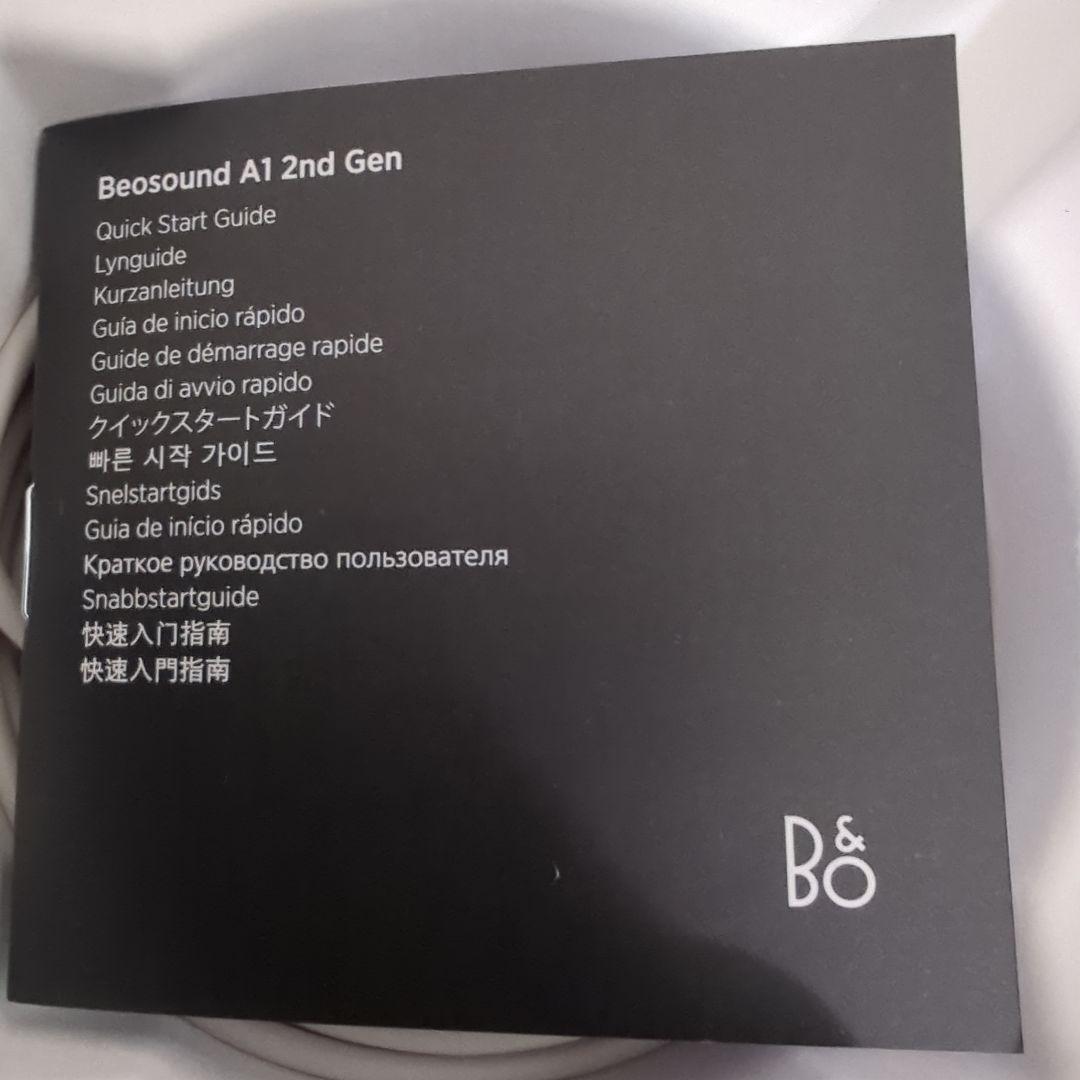 Beosound A1 2nd Gen
Quick Start Guide
Lynguide
Kurzanleitung
Guía de inicio rápido
Guide de démarrage rapide
Guida di avvio rapido
クイックスタートガイド
빠른 시작 가이드
Snelstartgids
Guia de início rápido
Краткое руководство пользователя
Snabbstartguide
快速入门指南
快速入門指南
B&O